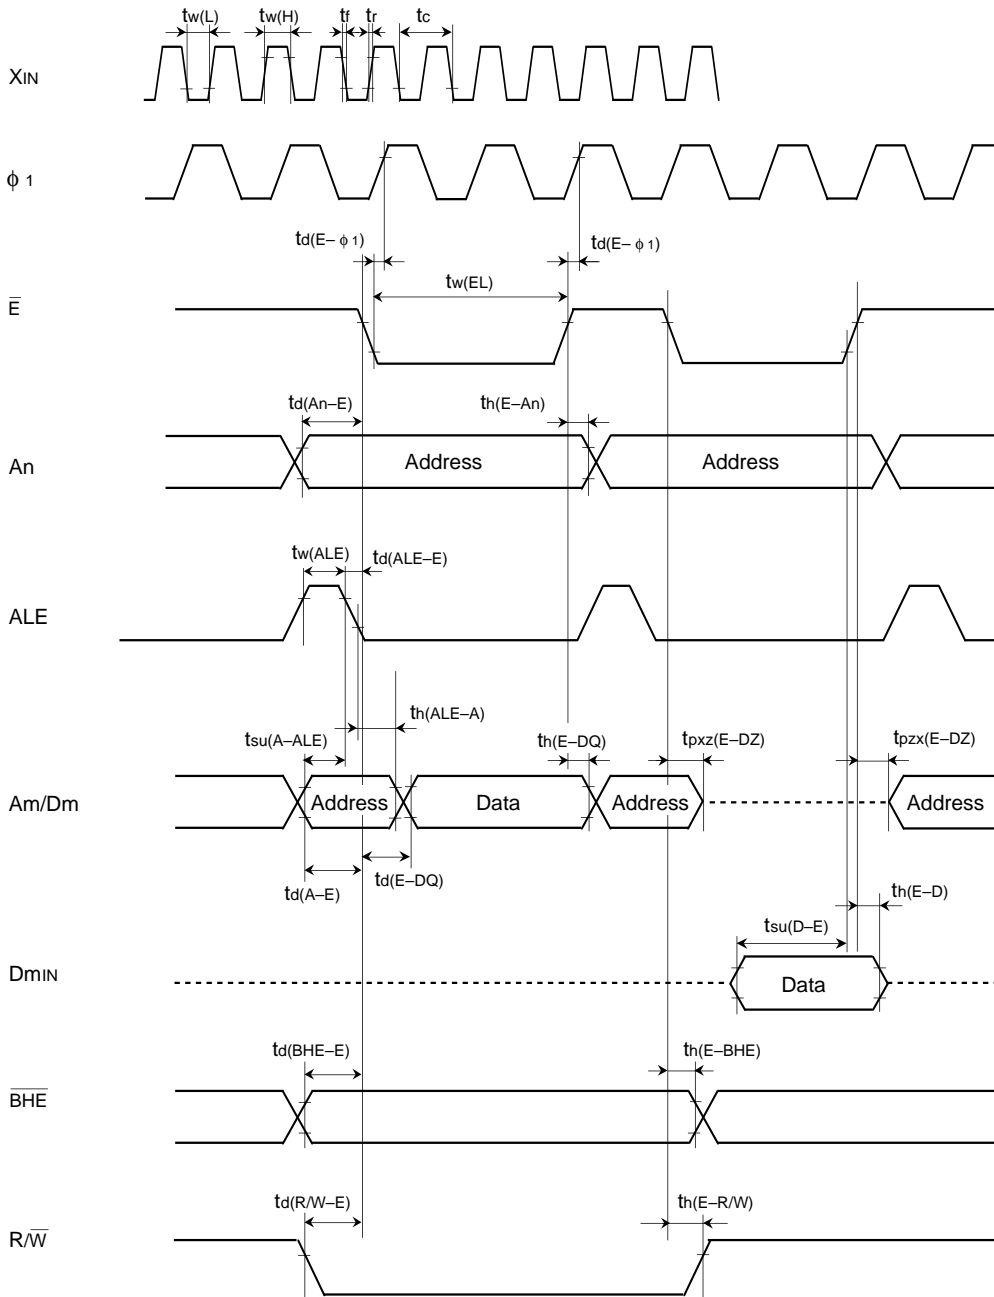 tw(L) tw(H) tf tr tc
XIN
ϕ 1
td(E–ϕ 1) td(E–ϕ 1)
tw(EL)
E̅
td(An–E) th(E–An)
An Address Address
tw(ALE) td(ALE–E)
ALE
th(ALE–A)
tsu(A–ALE) th(E–DQ) tpxz(E–DZ) tpzx(E–DZ)
Am/Dm Address Data Address Address
td(A–E) td(E–DQ)
th(E–D)
tsu(D–E)
DmIN Data
td(BHE–E) th(E–BHE)
B̅H̅E̅
td(R/W–E) th(E–R/W)
R/W̅